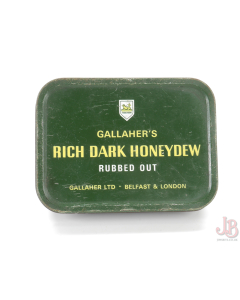 GALLAHER'S
RICH DARK HONEYDEW
RUBBED OUT
GALLAHER LTD · BELFAST & LONDON
JB